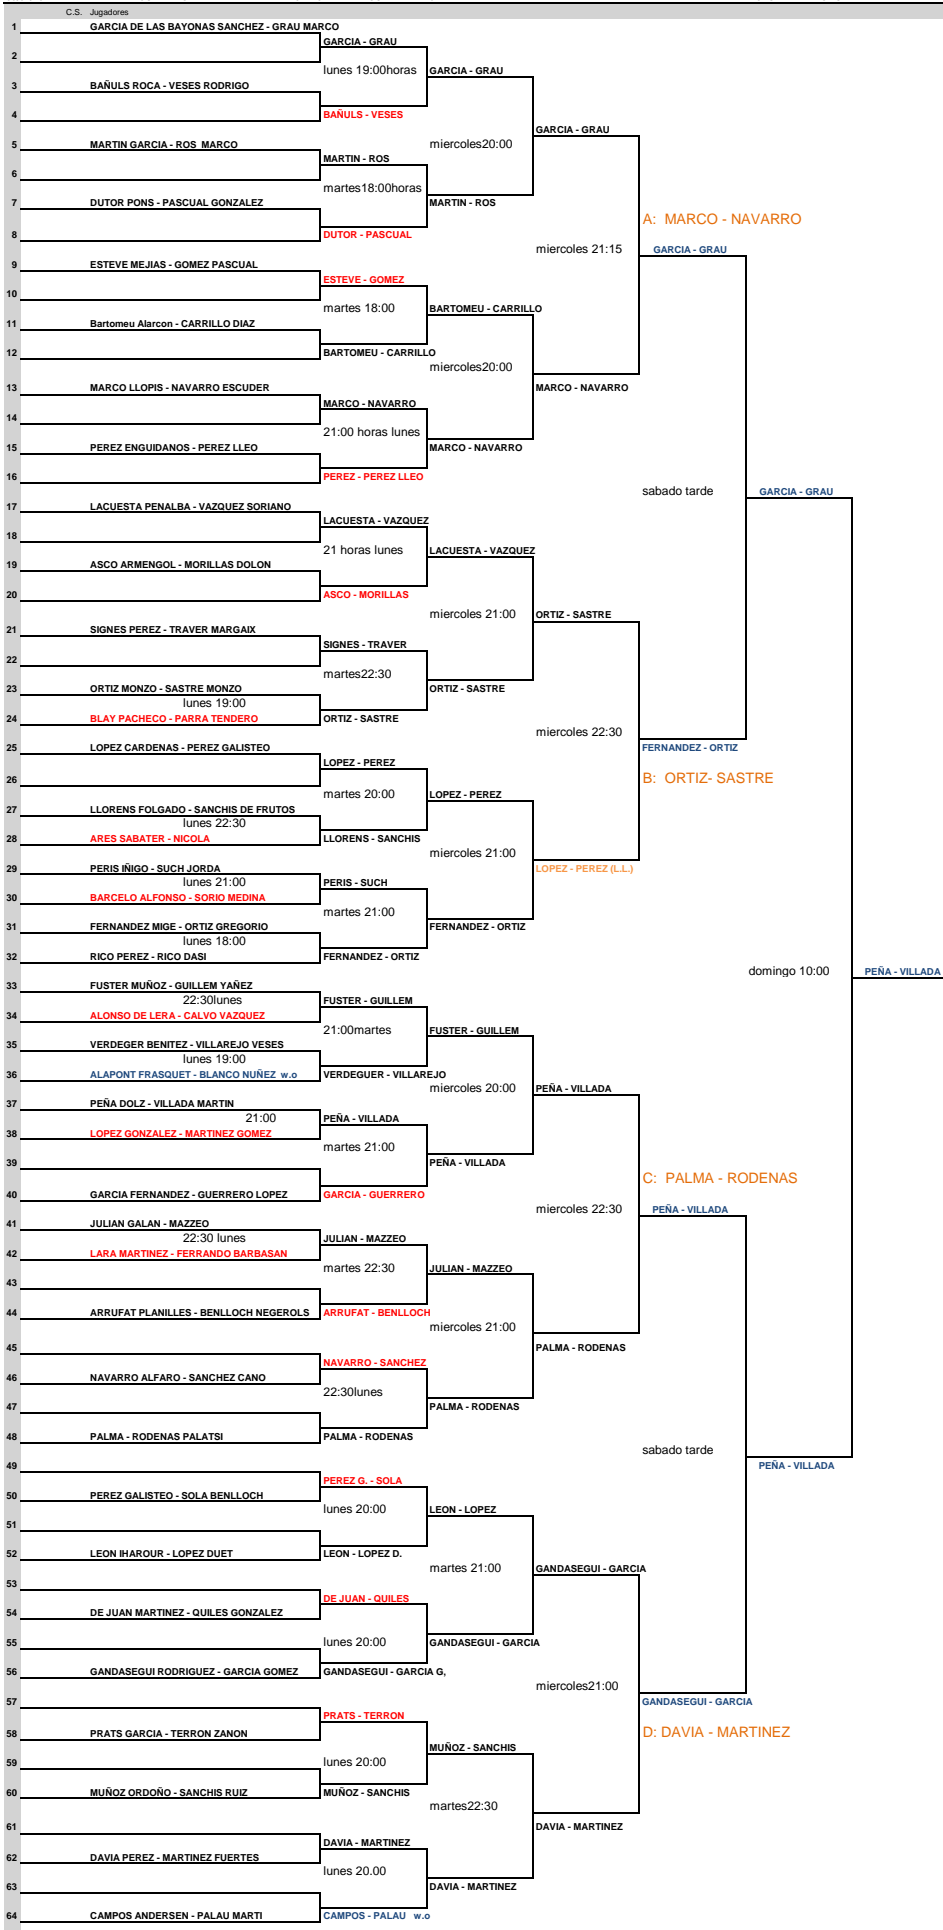 C.S. Jugadores
1 GARCIA DE LAS BAYONAS SANCHEZ - GRAU MARCO
GARCIA - GRAU
2
lunes 19:00horas GARCIA - GRAU
3 BAÑULS ROCA - VESES RODRIGO
4 BAÑULS - VESES
GARCIA - GRAU
5 MARTIN GARCIA - ROS MARCO miercoles20:00
MARTIN - ROS
6
martes18:00horas
7 DUTOR PONS - PASCUAL GONZALEZ MARTIN - ROS
A: MARCO - NAVARRO
8 DUTOR - PASCUAL
miercoles 21:15 GARCIA - GRAU
9 ESTEVE MEJIAS - GOMEZ PASCUAL
ESTEVE - GOMEZ
10
martes 18:00 BARTOMEU - CARRILLO
11 Bartomeu Alarcon - CARRILLO DIAZ
12 BARTOMEU - CARRILLO
miercoles20:00
13 MARCO LLOPIS - NAVARRO ESCUDER MARCO - NAVARRO
MARCO - NAVARRO
14
21:00 horas lunes
15 PEREZ ENGUIDANOS - PEREZ LLEO MARCO - NAVARRO
16 PEREZ - PEREZ LLEO
sabado tarde GARCIA - GRAU
17 LACUESTA PENALBA - VAZQUEZ SORIANO
LACUESTA - VAZQUEZ
18
21 horas lunes LACUESTA - VAZQUEZ
19 ASCO ARMENGOL - MORILLAS DOLON
20 ASCO - MORILLAS
miercoles 21:00 ORTIZ - SASTRE
21 SIGNES PEREZ - TRAVER MARGAIX
SIGNES - TRAVER
22
martes22:30
23 ORTIZ MONZO - SASTRE MONZO ORTIZ - SASTRE
lunes 19:00
24 BLAY PACHECO - PARRA TENDERO ORTIZ - SASTRE
miercoles 22:30
25 LOPEZ CARDENAS - PEREZ GALISTEO FERNANDEZ - ORTIZ
LOPEZ - PEREZ
26 B: ORTIZ- SASTRE
martes 20:00 LOPEZ - PEREZ
27 LLORENS FOLGADO - SANCHIS DE FRUTOS
lunes 22:30
28 ARES SABATER - NICOLA LLORENS - SANCHIS
miercoles 21:00
29 PERIS IÑIGO - SUCH JORDA LOPEZ - PEREZ (L.L.)
lunes 21:00 PERIS - SUCH
30 BARCELO ALFONSO - SORIO MEDINA
martes 21:00
31 FERNANDEZ MIGE - ORTIZ GREGORIO FERNANDEZ - ORTIZ
lunes 18:00
32 RICO PEREZ - RICO DASI FERNANDEZ - ORTIZ
domingo 10:00 PEÑA - VILLADA
33 FUSTER MUÑOZ - GUILLEM YAÑEZ
22:30lunes FUSTER - GUILLEM
34 ALONSO DE LERA - CALVO VAZQUEZ
21:00martes FUSTER - GUILLEM
35 VERDEGER BENITEZ - VILLAREJO VESES
lunes 19:00
36 ALAPONT FRASQUET - BLANCO NUÑEZ w.o VERDEGUER - VILLAREJO
miercoles 20:00 PEÑA - VILLADA
37 PEÑA DOLZ - VILLADA MARTIN
21:00 PEÑA - VILLADA
38 LOPEZ GONZALEZ - MARTINEZ GOMEZ
martes 21:00
39 PEÑA - VILLADA
C: PALMA - RODENAS
40 GARCIA FERNANDEZ - GUERRERO LOPEZ GARCIA - GUERRERO
miercoles 22:30 PEÑA - VILLADA
41 JULIAN GALAN - MAZZEO
22:30 lunes JULIAN - MAZZEO
42 LARA MARTINEZ - FERRANDO BARBASAN
martes 22:30 JULIAN - MAZZEO
43
44 ARRUFAT PLANILLES - BENLLOCH NEGEROLS ARRUFAT - BENLLOCH
miercoles 21:00
45 PALMA - RODENAS
NAVARRO - SANCHEZ
46 NAVARRO ALFARO - SANCHEZ CANO
22:30lunes
47 PALMA - RODENAS
48 PALMA - RODENAS PALATSI PALMA - RODENAS
sabado tarde
49 PEÑA - VILLADA
PEREZ G. - SOLA
50 PEREZ GALISTEO - SOLA BENLLOCH
lunes 20:00 LEON - LOPEZ
51
52 LEON IHAROUR - LOPEZ DUET LEON - LOPEZ D.
martes 21:00 GANDASEGUI - GARCIA
53
DE JUAN - QUILES
54 DE JUAN MARTINEZ - QUILES GONZALEZ
55 lunes 20:00 GANDASEGUI - GARCIA
56 GANDASEGUI RODRIGUEZ - GARCIA GOMEZ GANDASEGUI - GARCIA G,
miercoles21:00
57 GANDASEGUI - GARCIA
PRATS - TERRON
58 PRATS GARCIA - TERRON ZANON D: DAVIA - MARTINEZ
MUÑOZ - SANCHIS
59 lunes 20:00
60 MUÑOZ ORDOÑO - SANCHIS RUIZ MUÑOZ - SANCHIS
martes22:30
61 DAVIA - MARTINEZ
DAVIA - MARTINEZ
62 DAVIA PEREZ - MARTINEZ FUERTES
lunes 20.00
63 DAVIA - MARTINEZ
64 CAMPOS ANDERSEN - PALAU MARTI CAMPOS - PALAU w.o